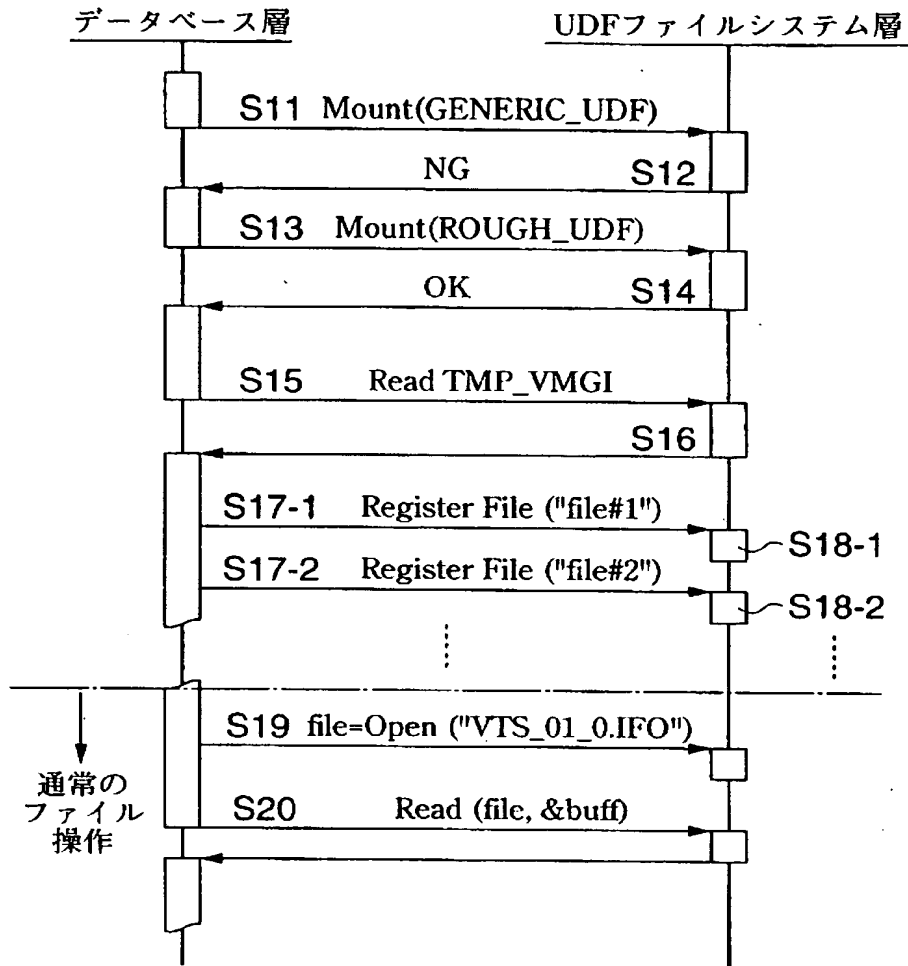 データベース層
UDFファイルシステム層
S11 Mount(GENERIC_UDF)
NG S12
S13 Mount(ROUGH_UDF)
OK S14
S15 Read TMP_VMGI
S16
S17-1 Register File ("file#1")
S18-1
S17-2 Register File ("file#2")
S18-2
S19 file=Open ("VTS_01_0.IFO")
通常の
ファイル
操作
S20 Read (file, &buff)